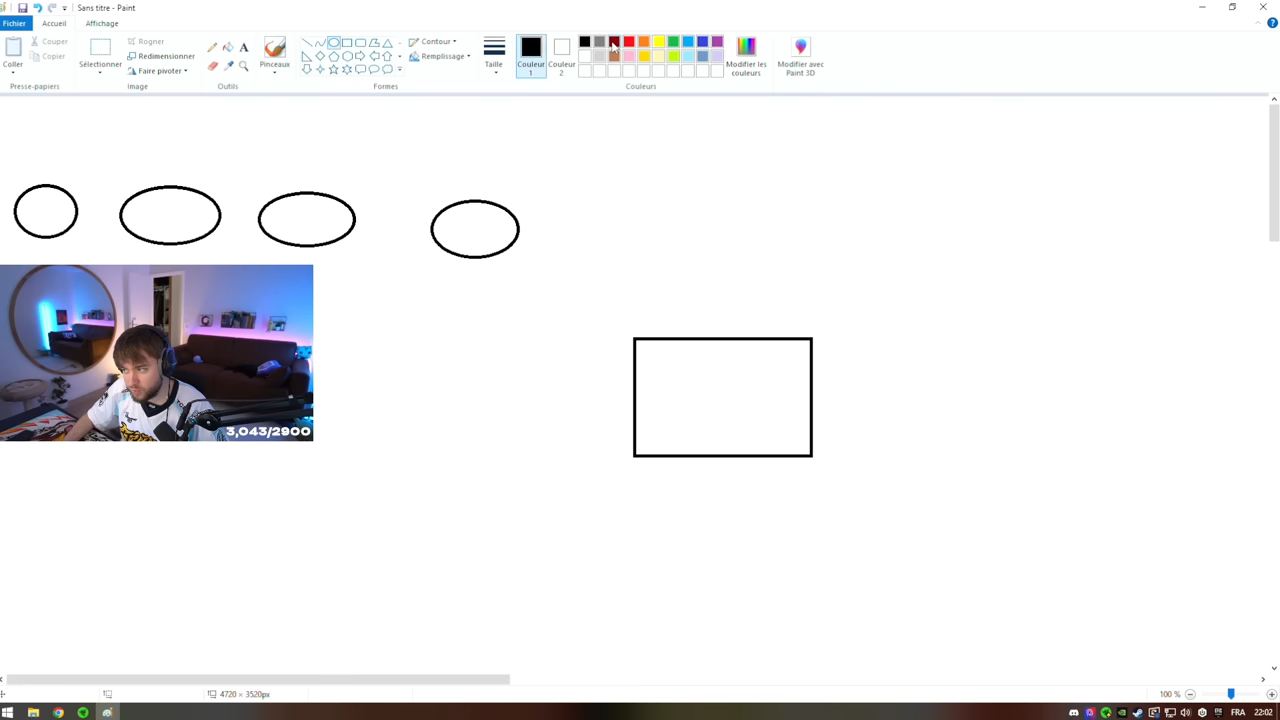 Sans titre - Paint
Fichier
Accueil
Affichage
Coller
Couper
Copier
Presse-papiers
Sélectionner
Rogner
Redimensionner
Faire pivoter
Image
A
Outils
Pinceaux
Contour
Remplissage
Formes
Taille
Couleur
1
Couleur
2
Modifier les
couleurs
Couleurs
Modifier avec
Paint 3D
3,043/2900
4720 × 3520px
100 %
FRA
22:02